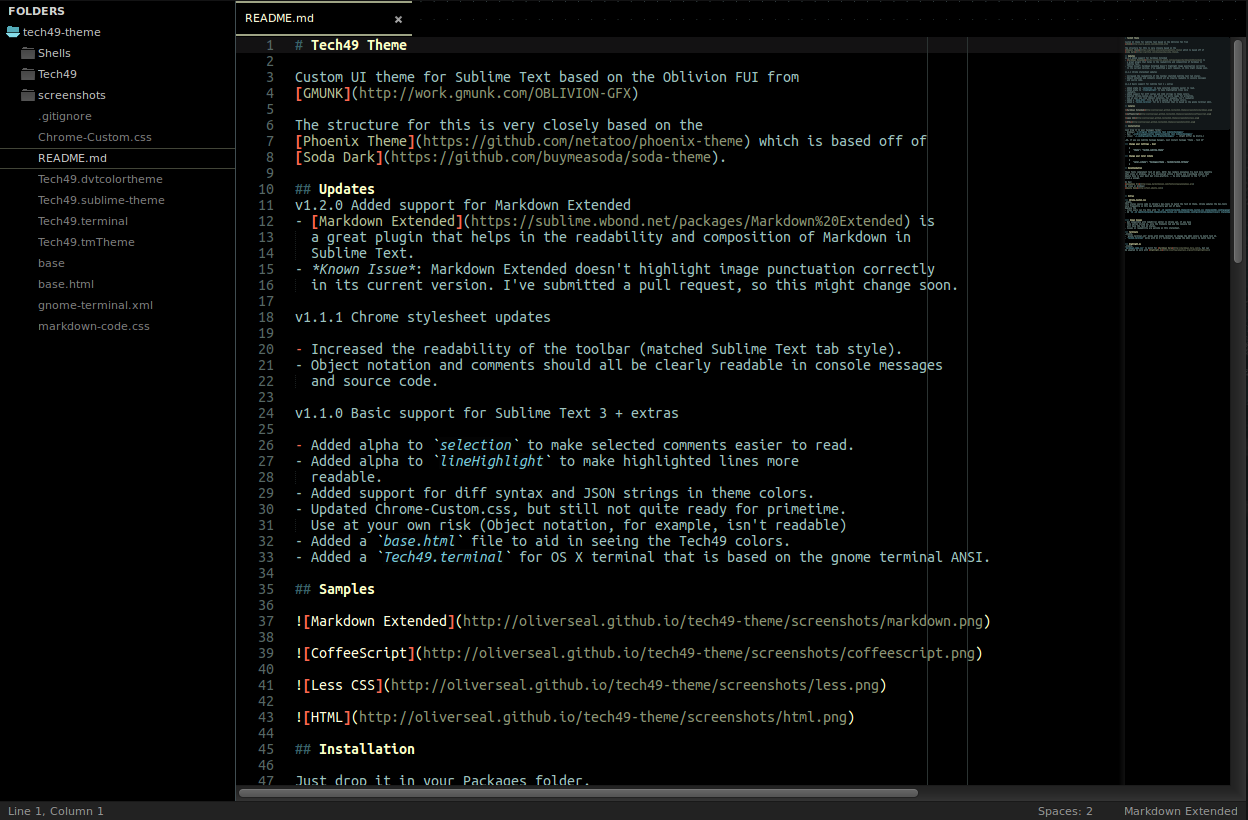 FOLDERS
tech49-theme
Shells
Tech49
screenshots
.gitignore
Chrome-Custom.css
README.md
Tech49.dvtcolortheme
Tech49.sublime-theme
Tech49.terminal
Tech49.tmTheme
base
base.html
gnome-terminal.xml
markdown-code.css
README.md ×
1 # Tech49 Theme
2
3 Custom UI theme for Sublime Text based on the Oblivion FUI from
4 [GMUNK](http://work.gmunk.com/OBLIVION-GFX)
5
6 The structure for this is very closely based on the
7 [Phoenix Theme](https://github.com/netatoo/phoenix-theme) which is based off of
8 [Soda Dark](https://github.com/buymeasoda/soda-theme).
9
10 ## Updates
11 v1.2.0 Added support for Markdown Extended
12 - [Markdown Extended](https://sublime.wbond.net/packages/Markdown%20Extended) is
13 a great plugin that helps in the readability and composition of Markdown in
14 Sublime Text.
15 - *Known Issue*: Markdown Extended doesn't highlight image punctuation correctly
16 in its current version. I've submitted a pull request, so this might change soon.
17
18 v1.1.1 Chrome stylesheet updates
19
20 - Increased the readability of the toolbar (matched Sublime Text tab style).
21 - Object notation and comments should all be clearly readable in console messages
22 and source code.
23
24 v1.1.0 Basic support for Sublime Text 3 + extras
25
26 - Added alpha to `selection` to make selected comments easier to read.
27 - Added alpha to `lineHighlight` to make highlighted lines more
28 readable.
29 - Added support for diff syntax and JSON strings in theme colors.
30 - Updated Chrome-Custom.css, but still not quite ready for primetime.
31 Use at your own risk (Object notation, for example, isn't readable)
32 - Added a `base.html` file to aid in seeing the Tech49 colors.
33 - Added a `Tech49.terminal` for OS X terminal that is based on the gnome terminal ANSI.
34
35 ## Samples
36
37 ![Markdown Extended](http://oliverseal.github.io/tech49-theme/screenshots/markdown.png)
38
39 ![CoffeeScript](http://oliverseal.github.io/tech49-theme/screenshots/coffeescript.png)
40
41 ![Less CSS](http://oliverseal.github.io/tech49-theme/screenshots/less.png)
42
43 ![HTML](http://oliverseal.github.io/tech49-theme/screenshots/html.png)
44
45 ## Installation
46
47 Just drop it in your Packages folder.
Line 1, Column 1
Spaces: 2
Markdown Extended